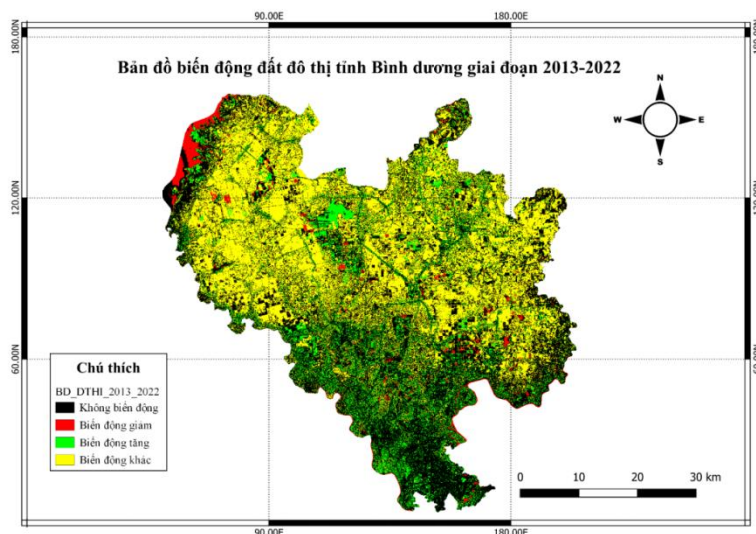 90.00E 180.00E
180.00N
Bản đồ biến động đất đô thị tỉnh Bình dương giai đoạn 2013-2022
N
W E
S
120.00N
60.00N 60.00N
Chú thích
BD_DTHI_2013_2022
Không biến động
Biến động giảm
Biến động tăng
Biến động khác
0 10 20 30 km
90.00E 180.00E